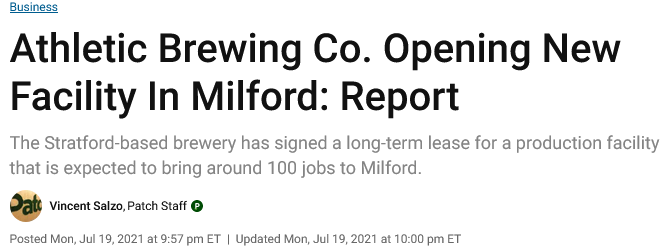 Business
Athletic Brewing Co. Opening New
Facility In Milford: Report
The Stratford-based brewery has signed a long-term lease for a production facility
that is expected to bring around 100 jobs to Milford.
Vincent Salzo, Patch Staff P
Posted Mon, Jul 19, 2021 at 9:57 pm ET | Updated Mon, Jul 19, 2021 at 10:00 pm ET